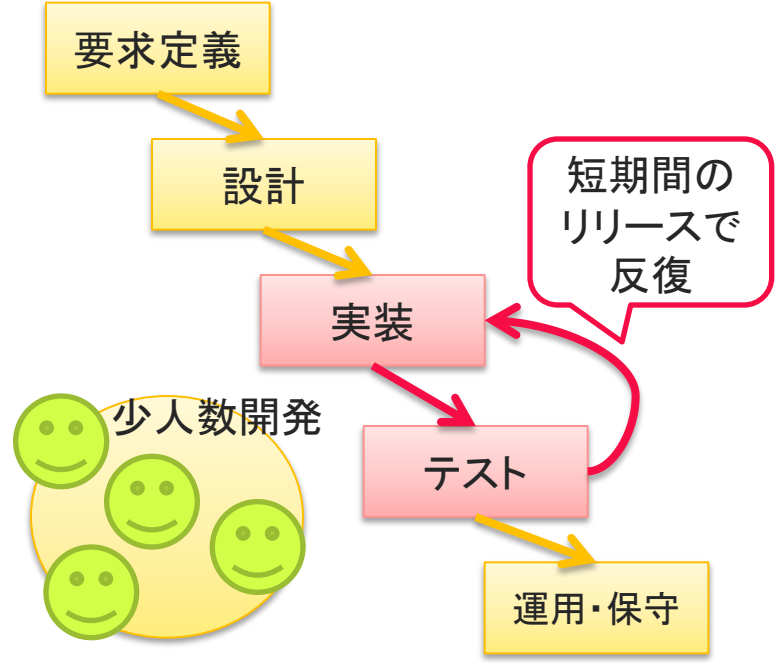 要求定義
設計
短期間の
リリースで
反復
実装
少人数開発
テスト
運用・保守